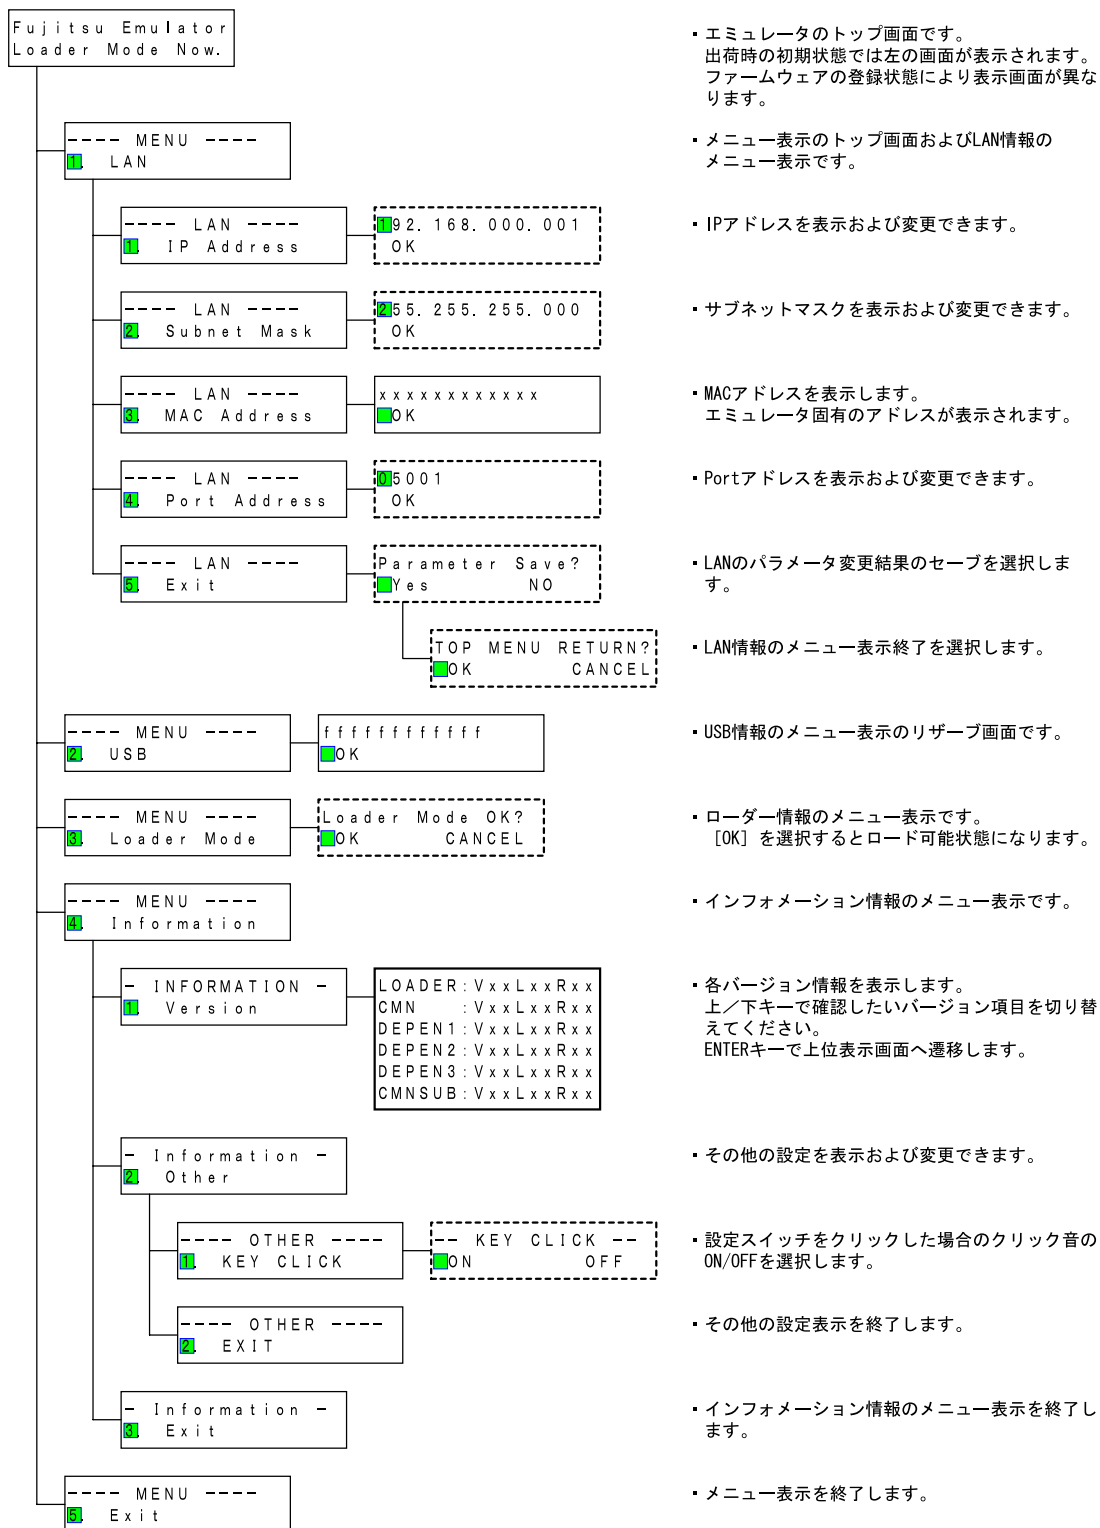 Fujitsu Emulator
Loader Mode Now.
・エミュレータのトップ画面です。
出荷時の初期状態では左の画面が表示されます。
ファームウェアの登録状態により表示画面が異な
ります。
---- MENU ----
1. LAN
・メニュー表示のトップ画面およびLAN情報の
メニュー表示です。
---- LAN ----
1. IP Address
192.168.000.001
OK
・IPアドレスを表示および変更できます。
---- LAN ----
2. Subnet Mask
255.255.255.000
OK
・サブネットマスクを表示および変更できます。
---- LAN ----
3. MAC Address
xxxxxxxxxxxx
OK
・MACアドレスを表示します。
エミュレータ固有のアドレスが表示されます。
---- LAN ----
4. Port Address
05001
OK
・Portアドレスを表示および変更できます。
---- LAN ----
5. Exit
Parameter Save?
Yes NO
・LANのパラメータ変更結果のセーブを選択しま
す。
TOP MENU RETURN?
OK CANCEL
・LAN情報のメニュー表示終了を選択します。
---- MENU ----
2. USB
ffffffffffff
OK
・USB情報のメニュー表示のリザーブ画面です。
---- MENU ----
3. Loader Mode
Loader Mode OK?
OK CANCEL
・ローダー情報のメニュー表示です。
[OK] を選択するとロード可能状態になります。
---- MENU ----
4. Information
・インフォメーション情報のメニュー表示です。
- INFORMATION -
1. Version
LOADER:VxxLxxRxx
CMN :VxxLxxRxx
DEPEN1:VxxLxxRxx
DEPEN2:VxxLxxRxx
DEPEN3:VxxLxxRxx
CMNSUB:VxxLxxRxx
・各バージョン情報を表示します。
上/下キーで確認したいバージョン項目を切り替
えてください。
ENTERキーで上位表示画面へ遷移します。
- Information -
2. Other
・その他の設定を表示および変更できます。
---- OTHER ----
1. KEY CLICK
-- KEY CLICK --
ON OFF
・設定スイッチをクリックした場合のクリック音の
ON/OFFを選択します。
---- OTHER ----
2. EXIT
・その他の設定表示を終了します。
- Information -
3. Exit
・インフォメーション情報のメニュー表示を終了し
ます。
---- MENU ----
5. Exit
・メニュー表示を終了します。